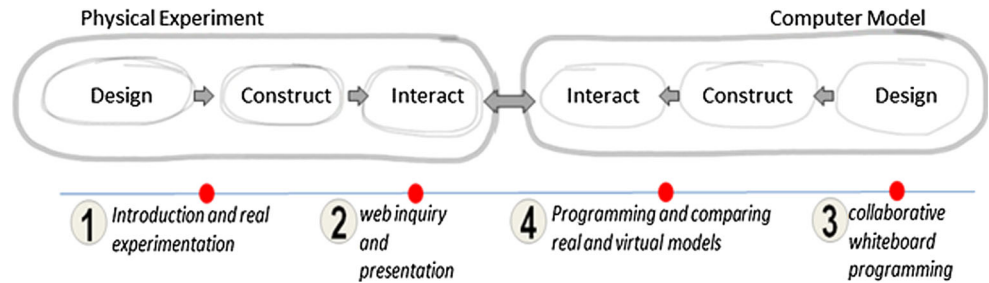 Physical Experiment
Computer Model
Design
Construct
Interact
Interact
Construct
Design
1
Introduction and real
experimentation
2
web inquiry
and
presentation
4
Programming and comparing
real and virtual models
3
collaborative
whiteboard
programming